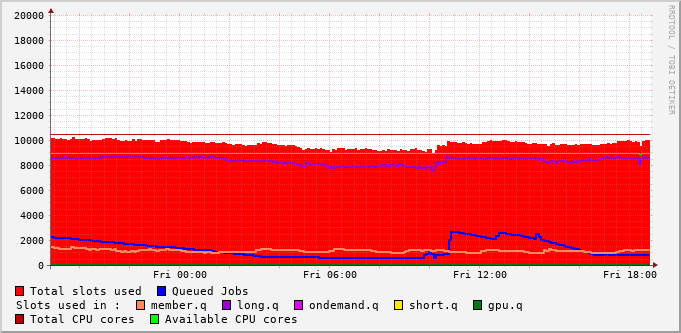 RRDTOOL / TOBI OETIKER
20000
18000
16000
14000
12000
10000
8000
6000
4000
2000
0
Fri 00:00 Fri 06:00 Fri 12:00 Fri 18:00
Total slots used Queued Jobs
Slots used in : member.q long.q ondemand.q short.q gpu.q
Total CPU cores Available CPU cores